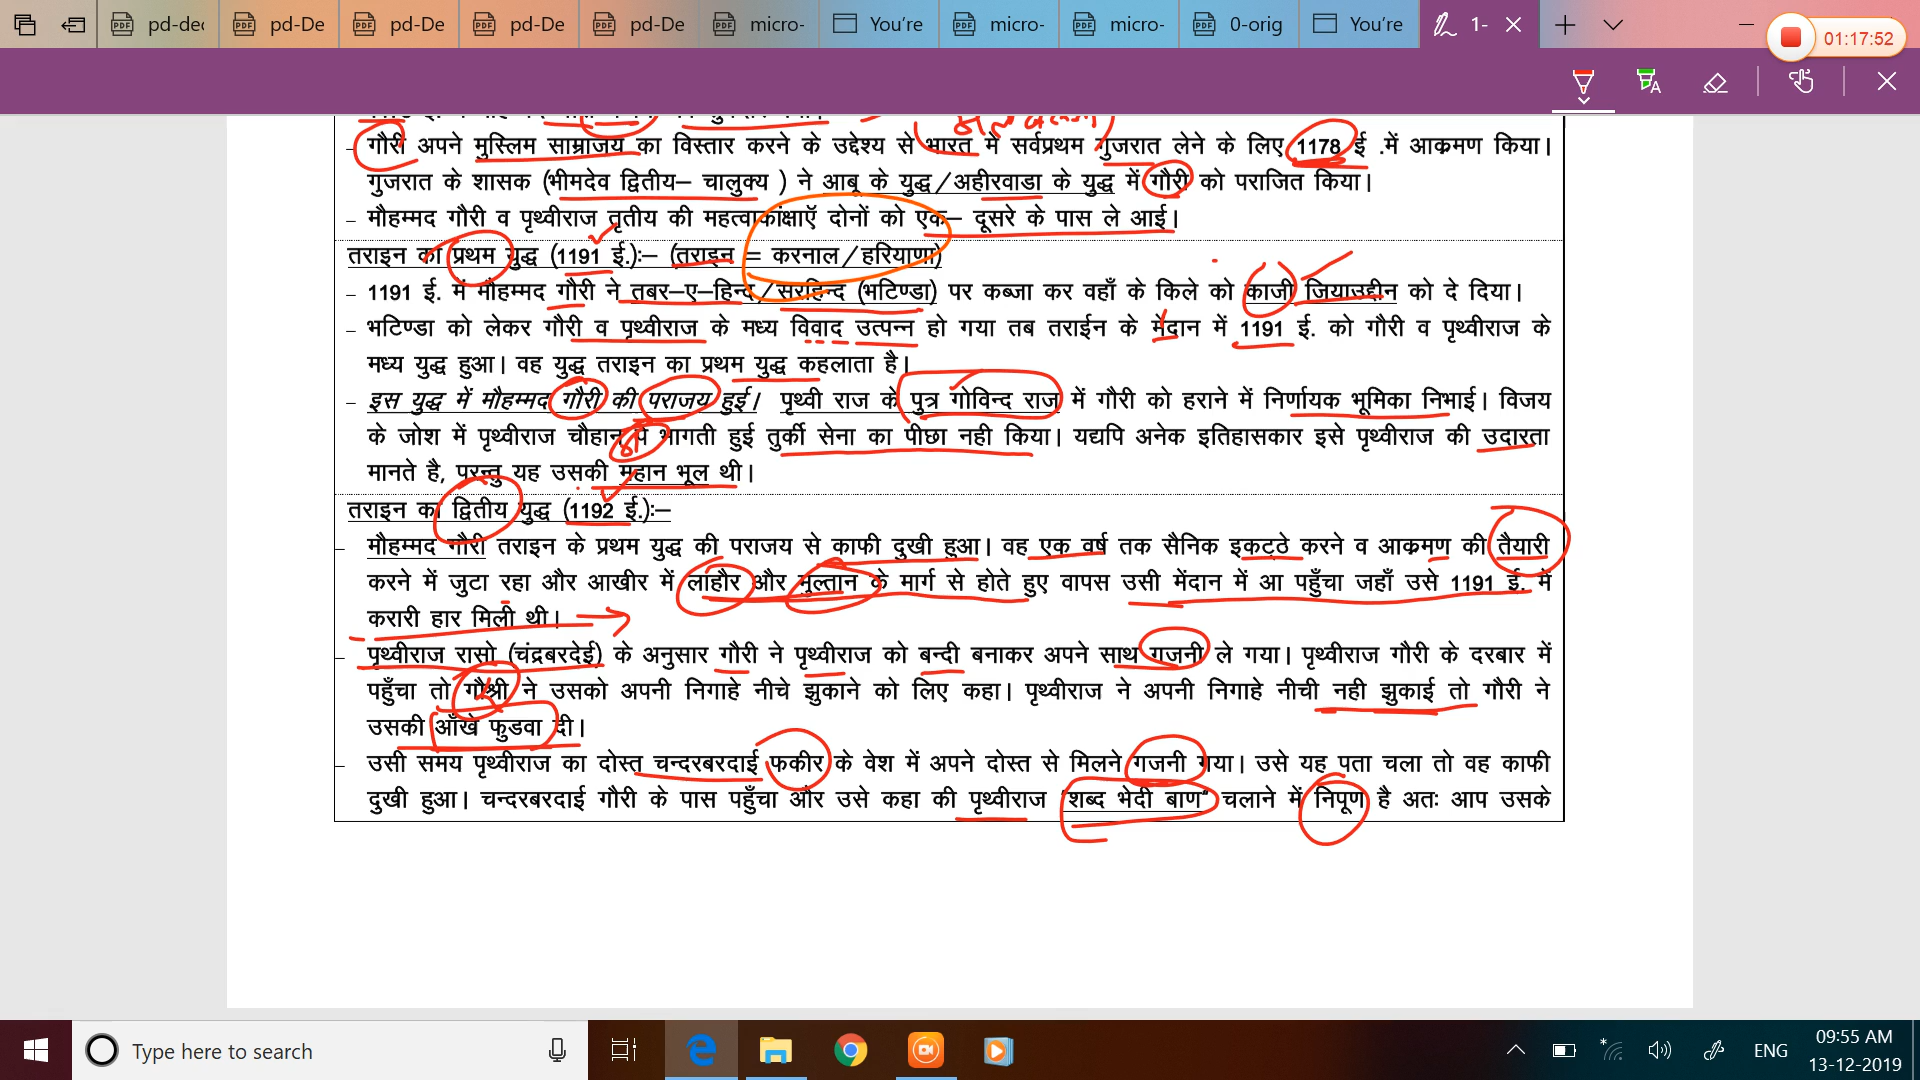 pd-dec
pd-De
pd-De
pd-De
pd-De
micro-
You're
micro-
micro-
0-orig
You're
1-
01:17:52
गौरी अपने मुस्लिम साम्राजय का विस्तार करने के उद्देश्य से भारत मे सर्वप्रथम गुजरात लेने के लिए 1178 ई .में आक्रमण किया।
गुजरात के शासक (भीमदेव द्वितीय– चालुक्य ) ने आबू के युद्ध/अहीरवाडा के युद्ध में गौरी को पराजित किया।
– मौहम्मद गौरी व पृथ्वीराज तृतीय की महत्वाकांक्षाऍ दोनों को एक– दूसरे के पास ले आई।
तराइन का प्रथम युद्ध (1191 ई.):– (तराइन = करनाल/हरियाणा)
– 1191 ई. में मौहम्मद गौरी ने तबर–ए–हिन्द/सरहिन्द (भटिण्डा) पर कब्जा कर वहाँ के किले को काजी जियाउद्दीन को दे दिया।
– भटिण्डा को लेकर गौरी व पृथ्वीराज के मध्य विवाद उत्पन्न हो गया तब तराईन के मेदान में 1191 ई. को गौरी व पृथ्वीराज के
मध्य युद्ध हुआ। वह युद्ध तराइन का प्रथम युद्ध कहलाता है।
– इस युद्ध में मौहम्मद गौरी की पराजय हुई। पृथ्वी राज के पुत्र गोविन्द राज में गौरी को हराने में निर्णायक भूमिका निभाई। विजय
के जोश में पृथ्वीराज चौहान भागती हुई तुर्की सेना का पीछा नही किया। यद्यपि अनेक इतिहासकार इसे पृथ्वीराज की उदारता
मानते है, परन्तु यह उसकी महान भूल थी।
तराइन का द्वितीय युद्ध (1192 ई.):–
– मौहम्मद गौरी तराइन के प्रथम युद्ध की पराजय से काफी दुखी हुआ। वह एक वर्ष तक सैनिक इकट्ठे करने व आक्रमण की तैयारी
करने में जुटा रहा और आखीर में लांहौर और मुल्तान के मार्ग से होते हुए वापस उसी मेंदान में आ पहुँचा जहाँ उसे 1191 ई. में
करारी हार मिली थी।
– पृथ्वीराज रासो (चंद्रबरदेई) के अनुसार गौरी ने पृथ्वीराज को बन्दी बनाकर अपने साथ गजनी ले गया। पृथ्वीराज गौरी के दरबार में
पहुँचा तो ने उसको अपनी निगाहे नीचे झुकाने को लिए कहा। पृथ्वीराज ने अपनी निगाहे नीची नही झुकाई तो गौरी ने
उसकी आँखे फुडवा दी।
– उसी समय पृथ्वीराज का दोस्त चन्दरबरदाई फकीर के वेश में अपने दोस्त से मिलने गजनी गया। उसे यह पता चला तो वह काफी
दुखी हुआ। चन्दरबरदाई गौरी के पास पहुँचा और उसे कहा की पृथ्वीराज "शब्द भेदी बाण" चलाने में निपूण है अतः आप उसके
Type here to search
ENG
09:55 AM
13-12-2019